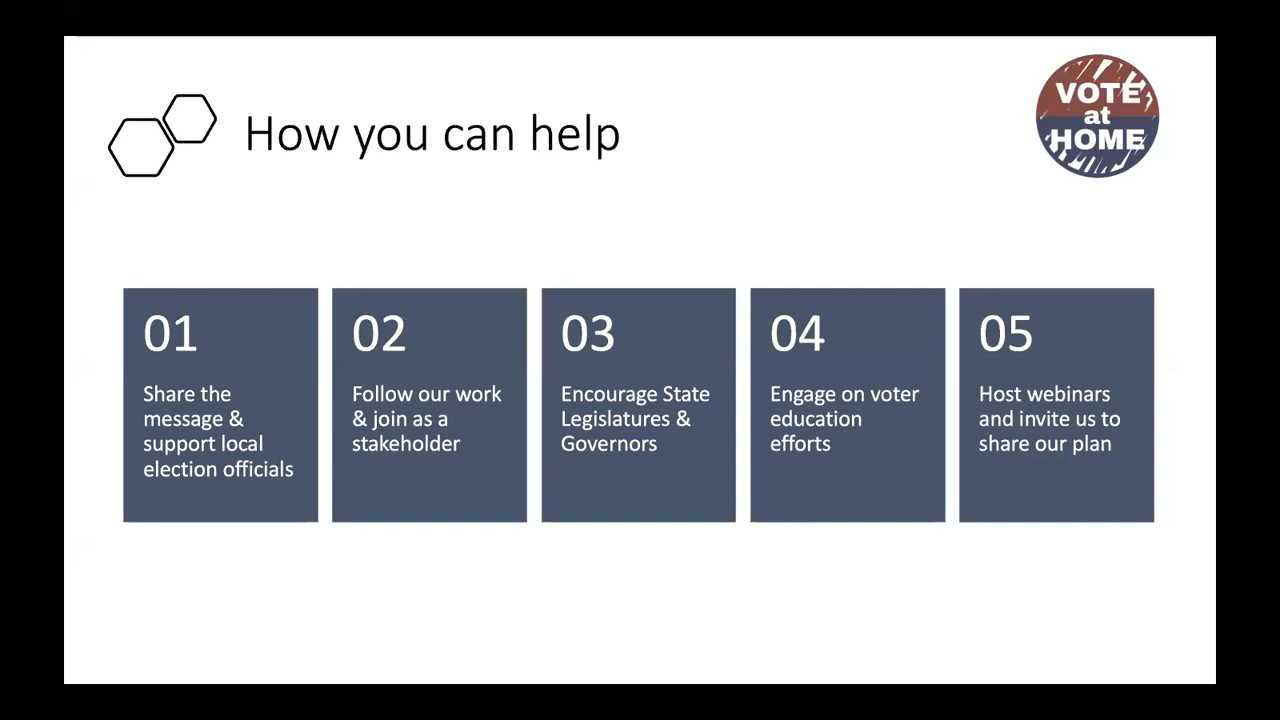 VOTE
at
HOME
How you can help
01
Share the
message &
support local
election officials
02
Follow our work
& join as a
stakeholder
03
Encourage State
Legislatures &
Governors
04
Engage on voter
education
efforts
05
Host webinars
and invite us to
share our plan